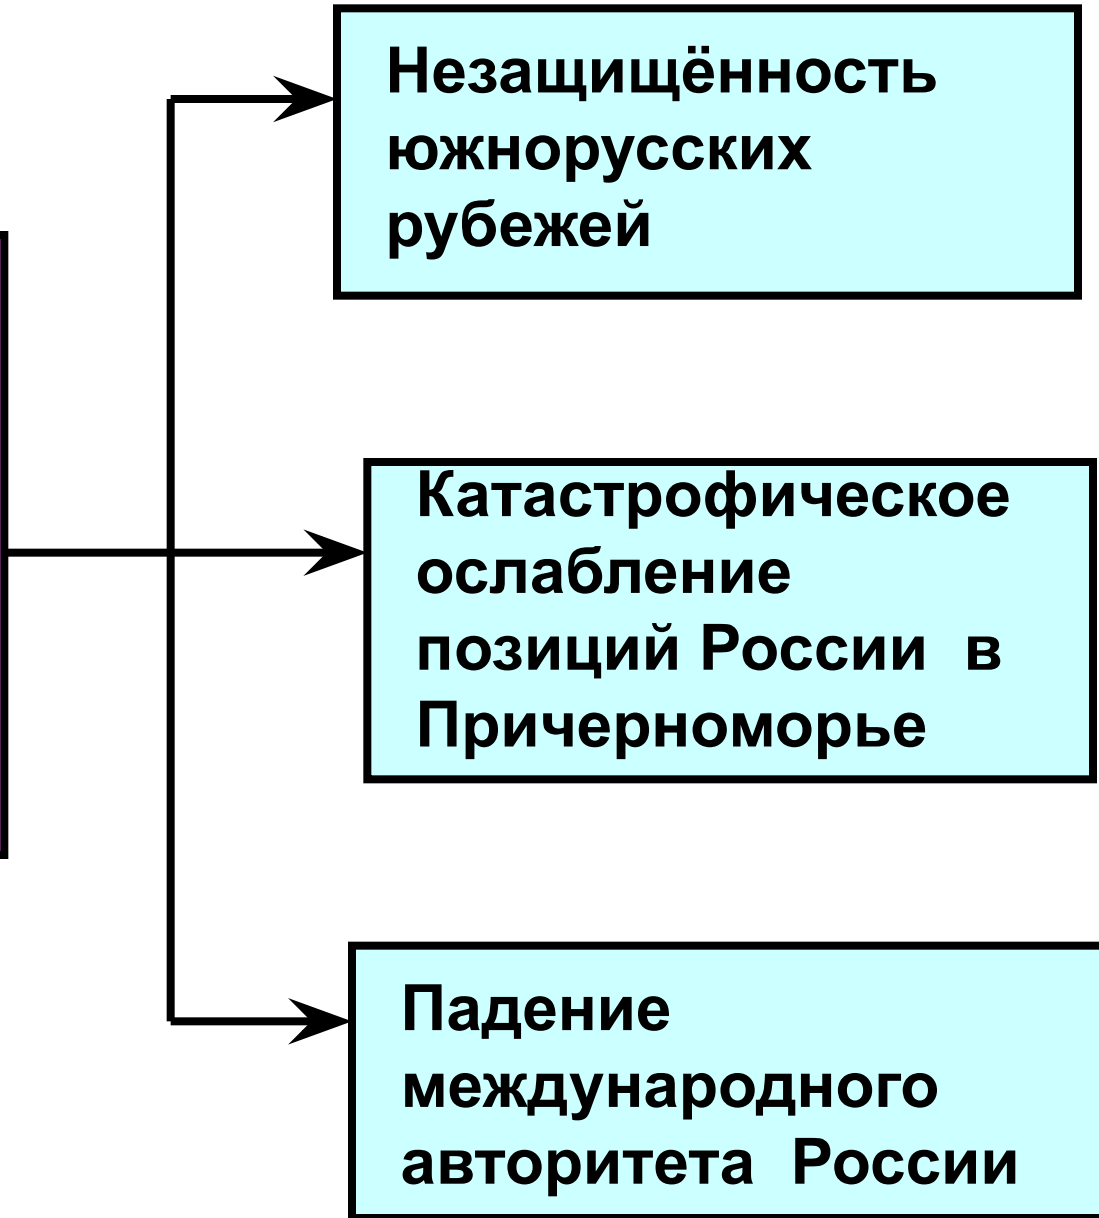 Незащищённость
южнорусских
рубежей
Катастрофическое
ослабление
позиций России в
Причерноморье
Падение
международного
авторитета России